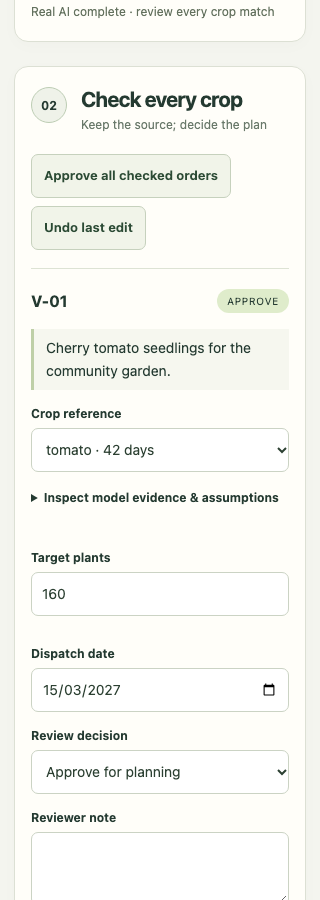 Real AI complete · review every crop match
02
Check every crop
Keep the source; decide the plan
Approve all checked orders
Undo last edit
V-01
APPROVE
Cherry tomato seedlings for the
community garden.
Crop reference
tomato · 42 days
Inspect model evidence & assumptions
Target plants
160
Dispatch date
15/03/2027
Review decision
Approve for planning
Reviewer note